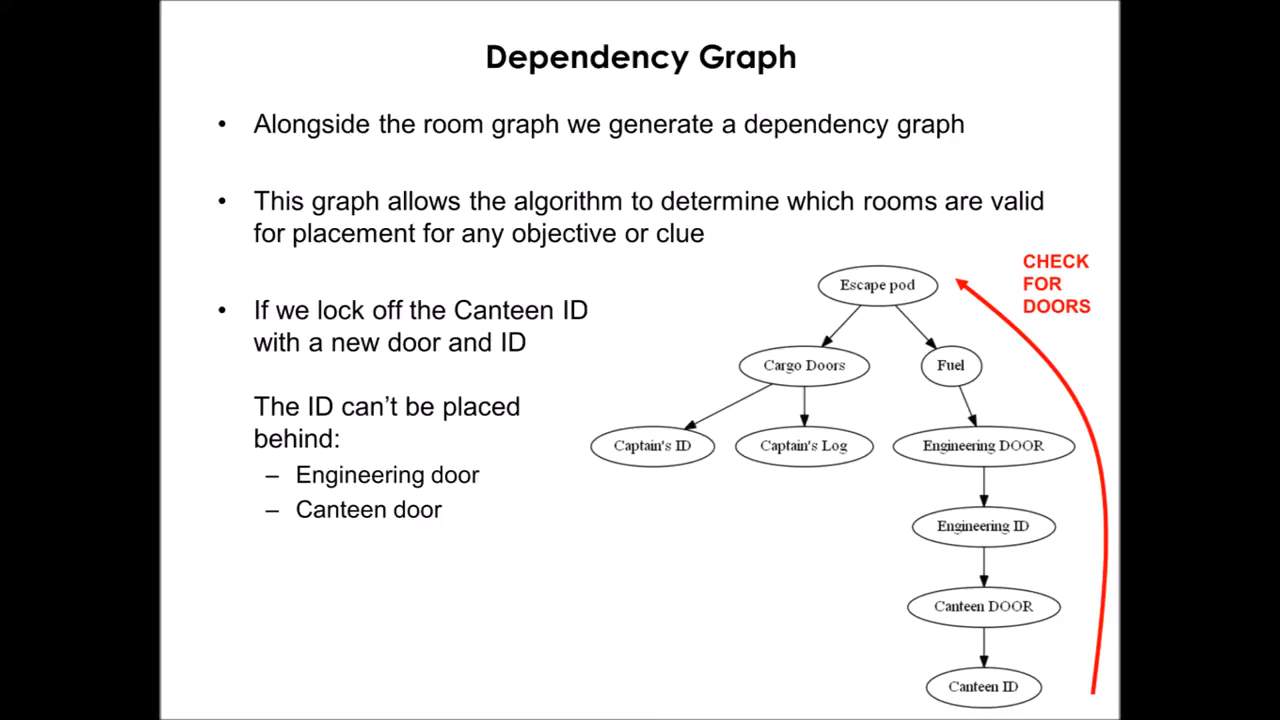 Dependency Graph
• Alongside the room graph we generate a dependency graph
• This graph allows the algorithm to determine which rooms are valid
for placement for any objective or clue
• If we lock off the Canteen ID
with a new door and ID
The ID can't be placed
behind:
– Engineering door
– Canteen door
CHECK
FOR
DOORS
Escape pod
Cargo Doors
Fuel
Captain's ID
Captain's Log
Engineering DOOR
Engineering ID
Canteen DOOR
Canteen ID